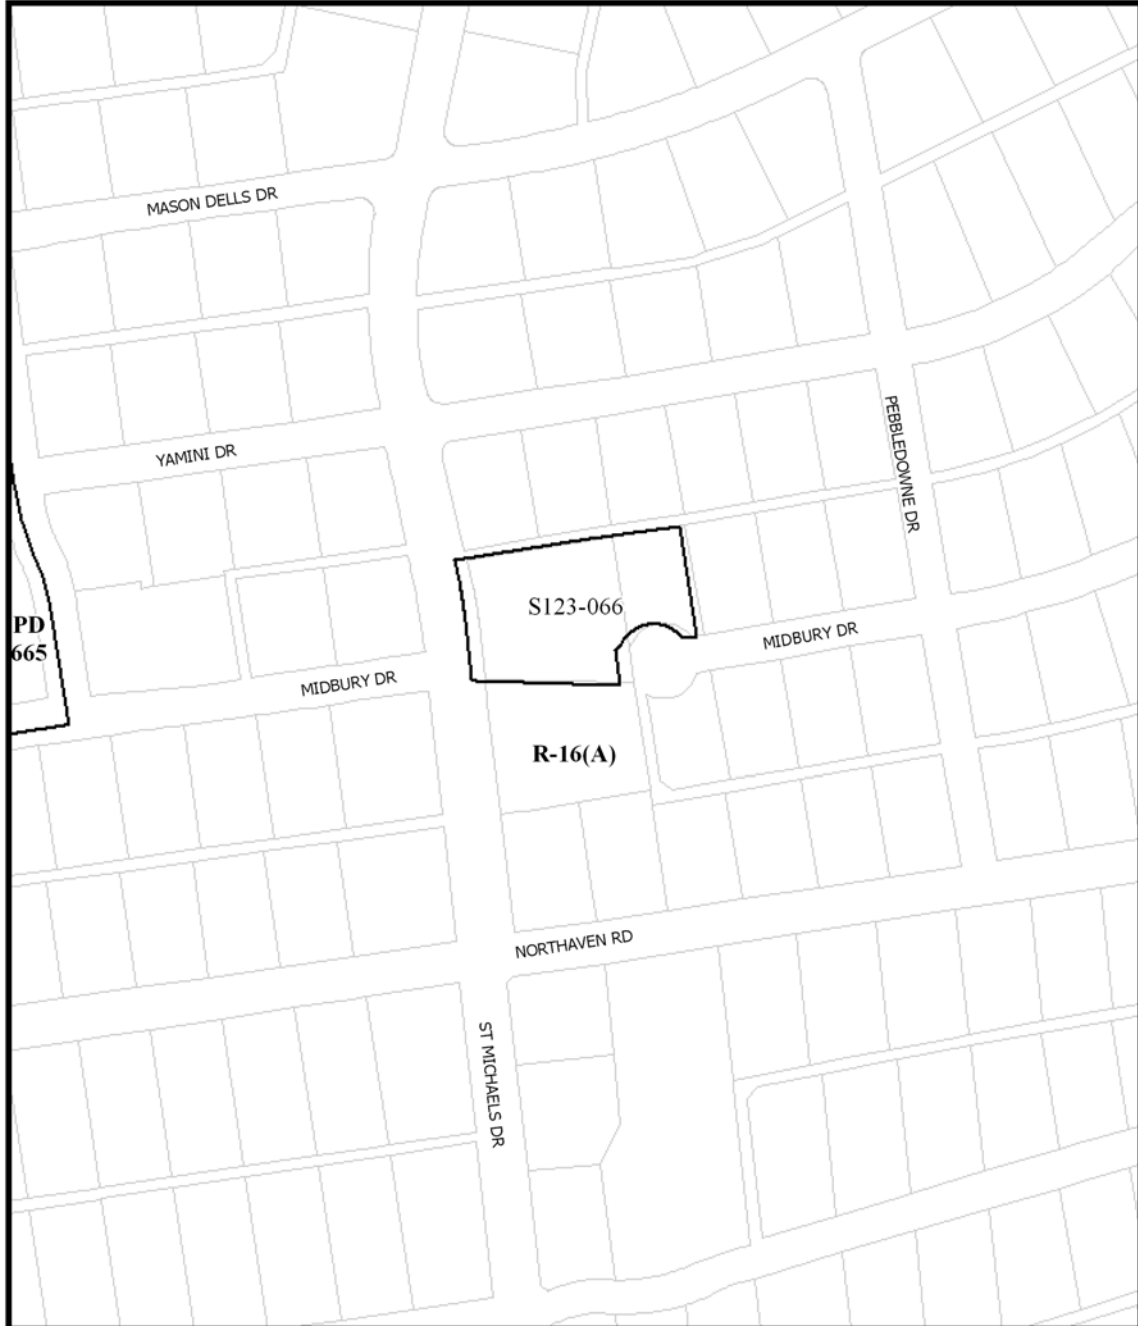 MASON DELLS DR
YAMINI DR
PEBBLEDOWNE DR
S123-066
PD
665
MIDBURY DR
MIDBURY DR
R-16(A)
NORTHAVEN RD
ST MICHAELS DR